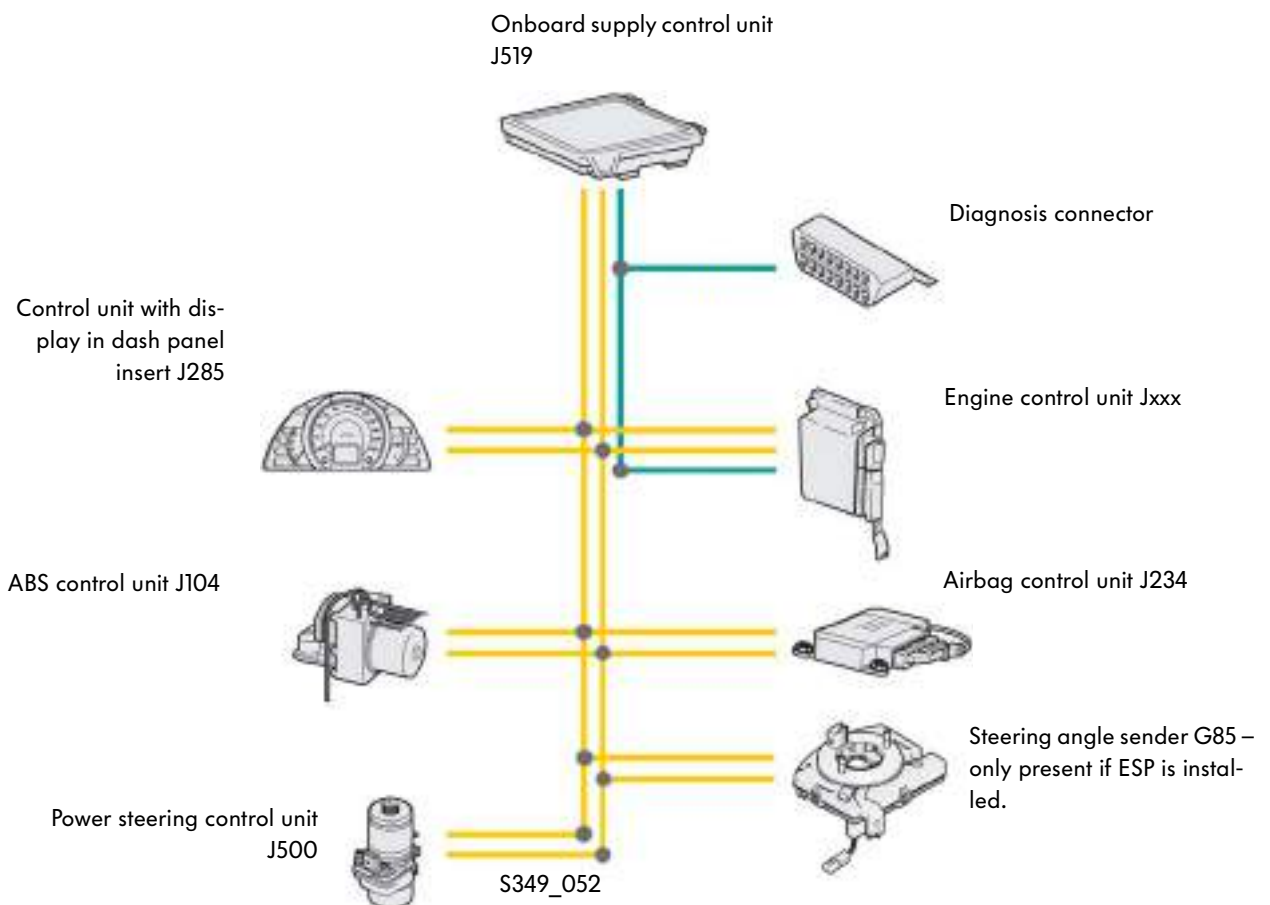 Onboard supply control unit
J519
Diagnosis connector
Control unit with dis-
play in dash panel
insert J285
Engine control unit Jxxx
ABS control unit J104
Airbag control unit J234
Steering angle sender G85 –
only present if ESP is instal-
led.
Power steering control unit
J500
S349_052